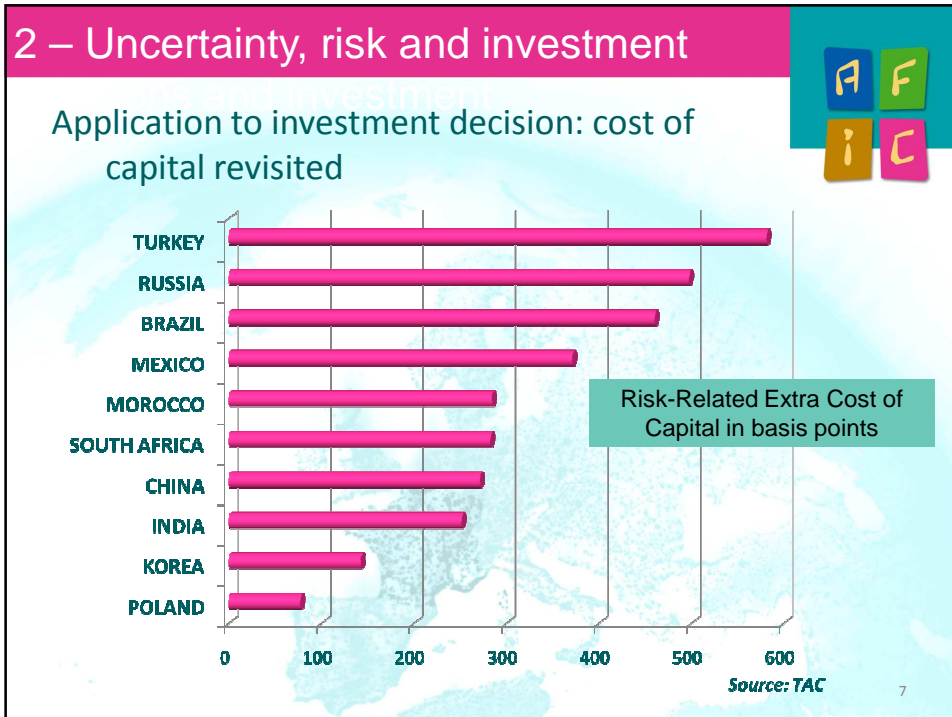 2 – Uncertainty, risk and investment
and investment
A F
i C
Application to investment decision: cost of
capital revisited
TURKEY
RUSSIA
BRAZIL
MEXICO
MOROCCO
SOUTH AFRICA
CHINA
INDIA
KOREA
POLAND
Risk-Related Extra Cost of
Capital in basis points
0 100 200 300 400 500 600
Source: TAC
7